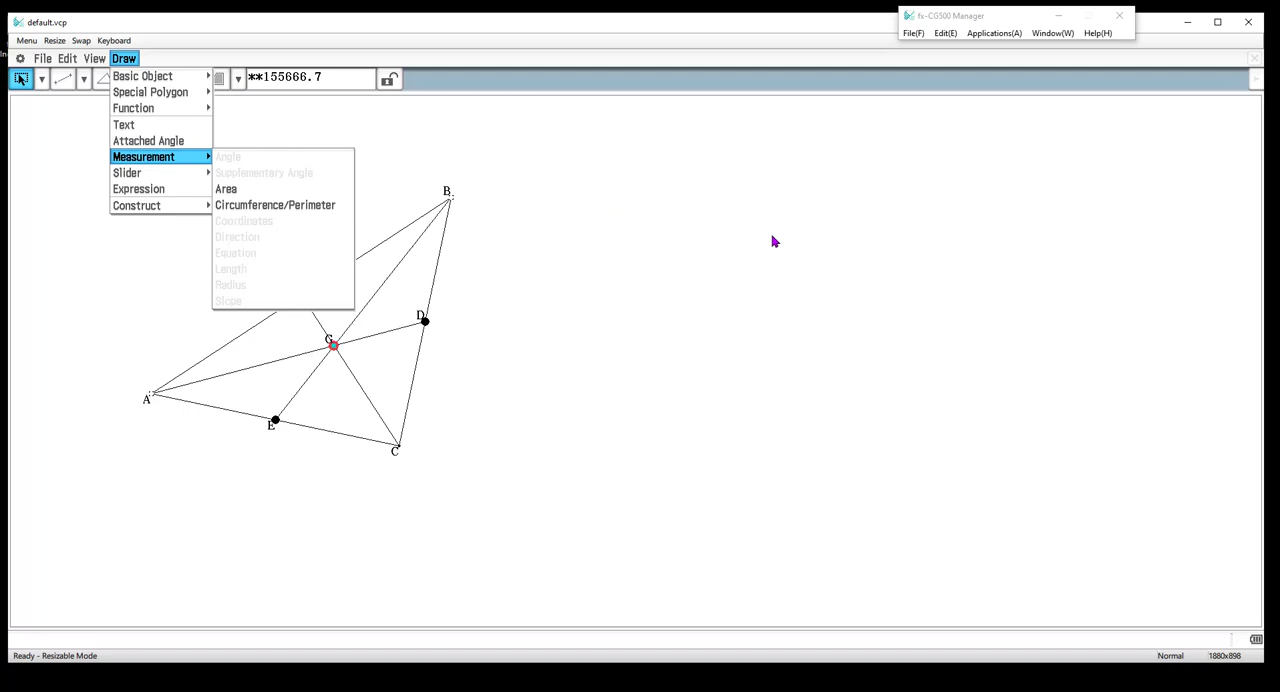 default.vcp
fx-CG500 Manager
File(F) Edit(E) Applications(A) Window(W) Help(H)
Menu Resize Swap Keyboard
File Edit View Draw
**155666.7
Basic Object
Special Polygon
Function
Text
Attached Angle
Measurement
Slider
Expression
Construct
Angle
Supplementary Angle
Area
Circumference/Perimeter
Coordinates
Direction
Equation
Length
Radius
Slope
B
D
G
A
E
C
Ready - Resizable Mode
Normal 1880x898